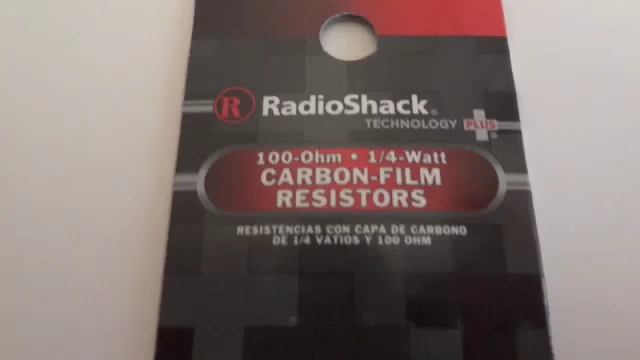 R RadioShack®
TECHNOLOGY PLUS®
100-Ohm • 1/4-Watt
CARBON-FILM
RESISTORS
RESISTENCIAS CON CAPA DE CARBONO
DE 1/4 VATIOS Y 100 OHM